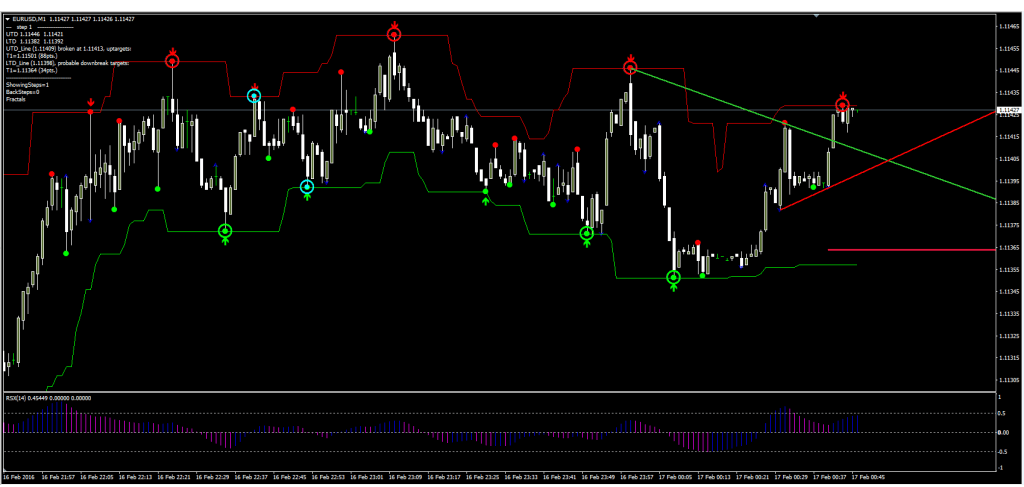 EURUSD,M1 1.11427 1.11427 1.11426 1.11427
--- step 1 ---
UTD 1.11446 1.11421
LTD 1.11382 1.11392
UTD_Line (1.11409) broken at 1.11413, uptargets:
T1=1.11501 (88pts.)
LTD_Line (1.11398), probable downbreak targets:
T1=1.11364 (34pts.)
ShowingSteps=1
BackSteps=0
Fractals
1.11465
1.11455
1.11445
1.11435
1.11427
1.11425
1.11415
1.11405
1.11395
1.11385
1.11375
1.11365
1.11355
1.11345
1.11335
1.11325
1.11315
1.11305
RSX(14) 0.45449 0.00000 0.00000
1
0.5
0.00
-0.5
-1
16 Feb 2016 16 Feb 21:57 16 Feb 22:05 16 Feb 22:13 16 Feb 22:21 16 Feb 22:29 16 Feb 22:37 16 Feb 22:45 16 Feb 22:53 16 Feb 23:01 16 Feb 23:09 16 Feb 23:17 16 Feb 23:25 16 Feb 23:33 16 Feb 23:41 16 Feb 23:49 16 Feb 23:57 17 Feb 00:05 17 Feb 00:13 17 Feb 00:21 17 Feb 00:29 17 Feb 00:37 17 Feb 00:45